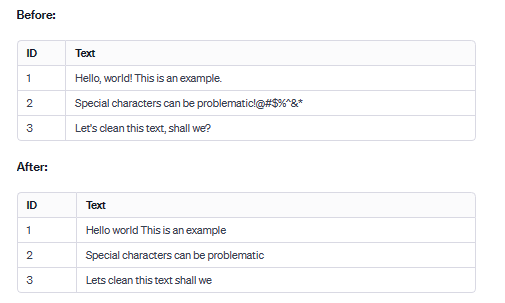 Before:
ID Text
1 Hello, world! This is an example.
2 Special characters can be problematic!@#$%^&*
3 Let's clean this text, shall we?
After:
ID Text
1 Hello world This is an example
2 Special characters can be problematic
3 Lets clean this text shall we